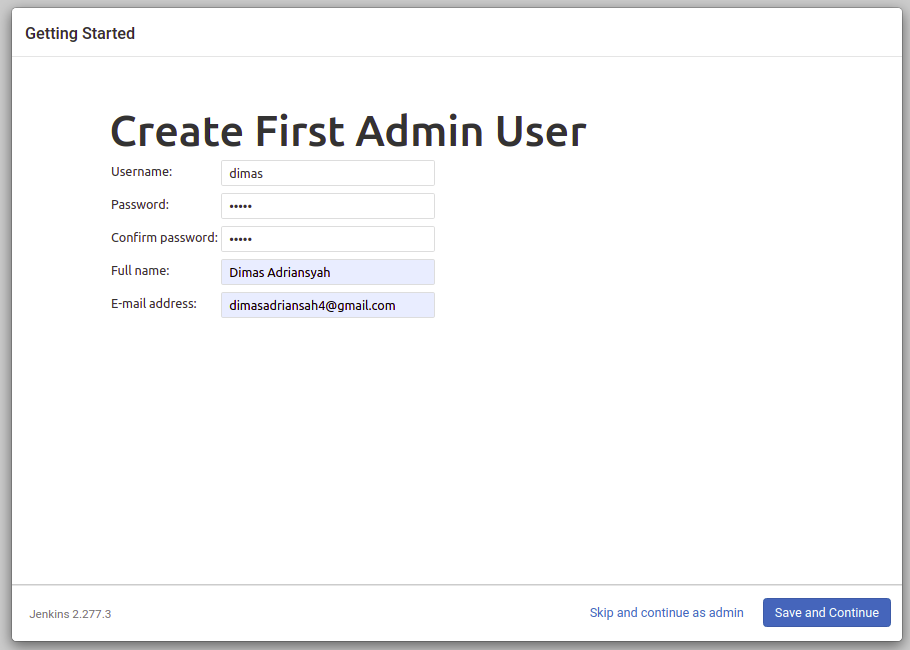 Getting Started
Create First Admin User
Username: dimas
Password: •••••
Confirm password: •••••
Full name: Dimas Adriansyah
E-mail address: dimasadriansah4@gmail.com
Jenkins 2.277.3 Skip and continue as admin Save and Continue